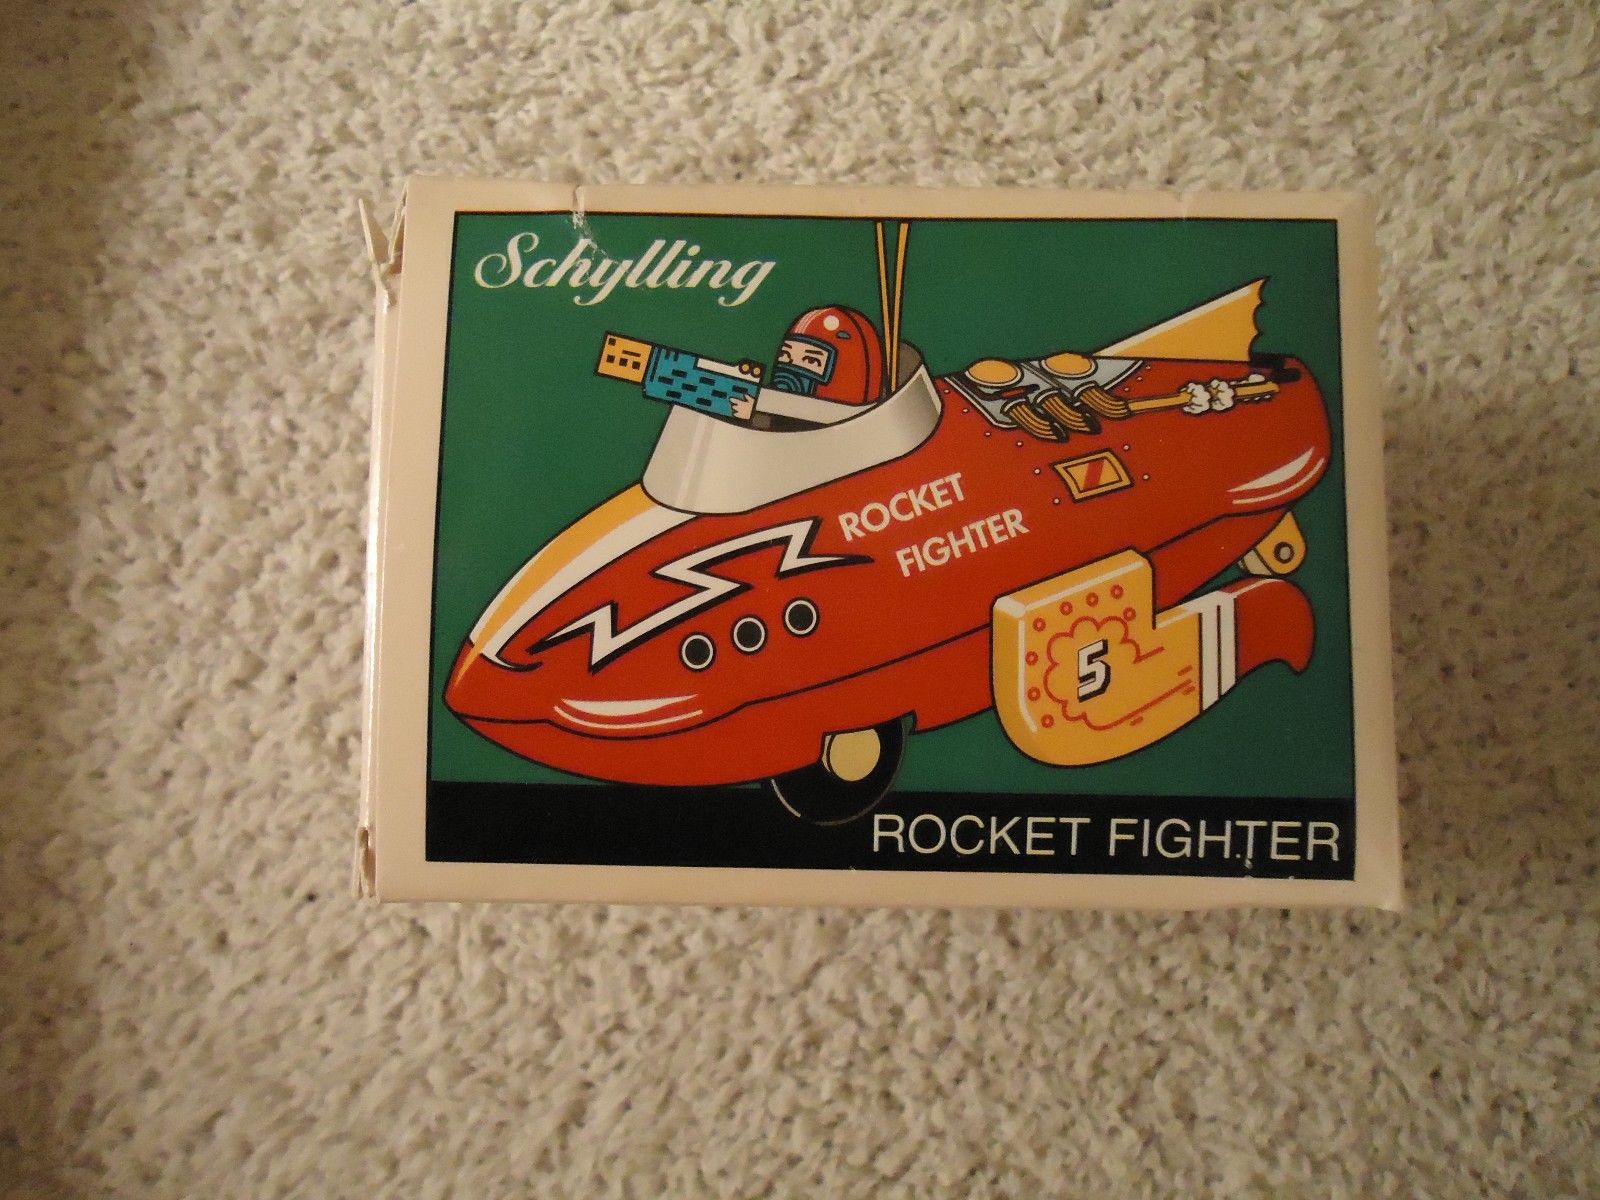 Schylling
ROCKET
FIGHTER
5
ROCKET FIGHTER